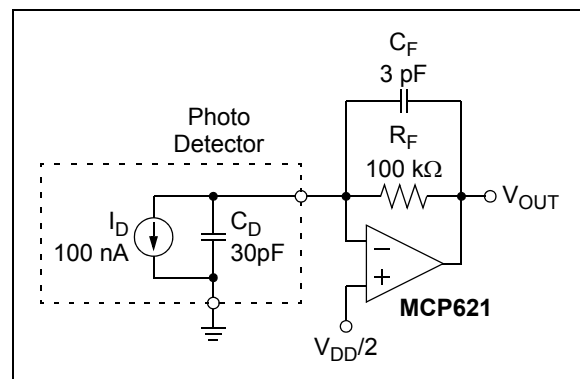 C_F
3 pF
Photo
Detector
R_F
100 kΩ
V_OUT
I_D
100 nA
C_D
30pF
−
+
MCP621
V_DD/2